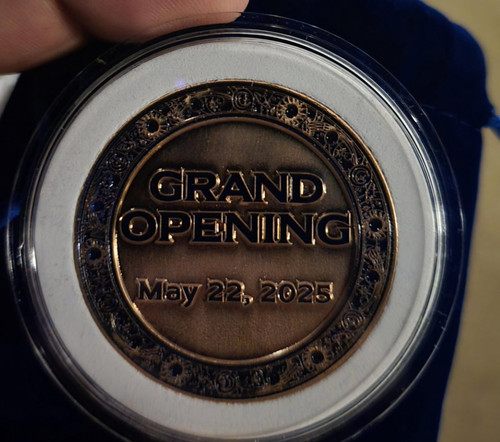 GRAND
OPENING
May 22, 2025